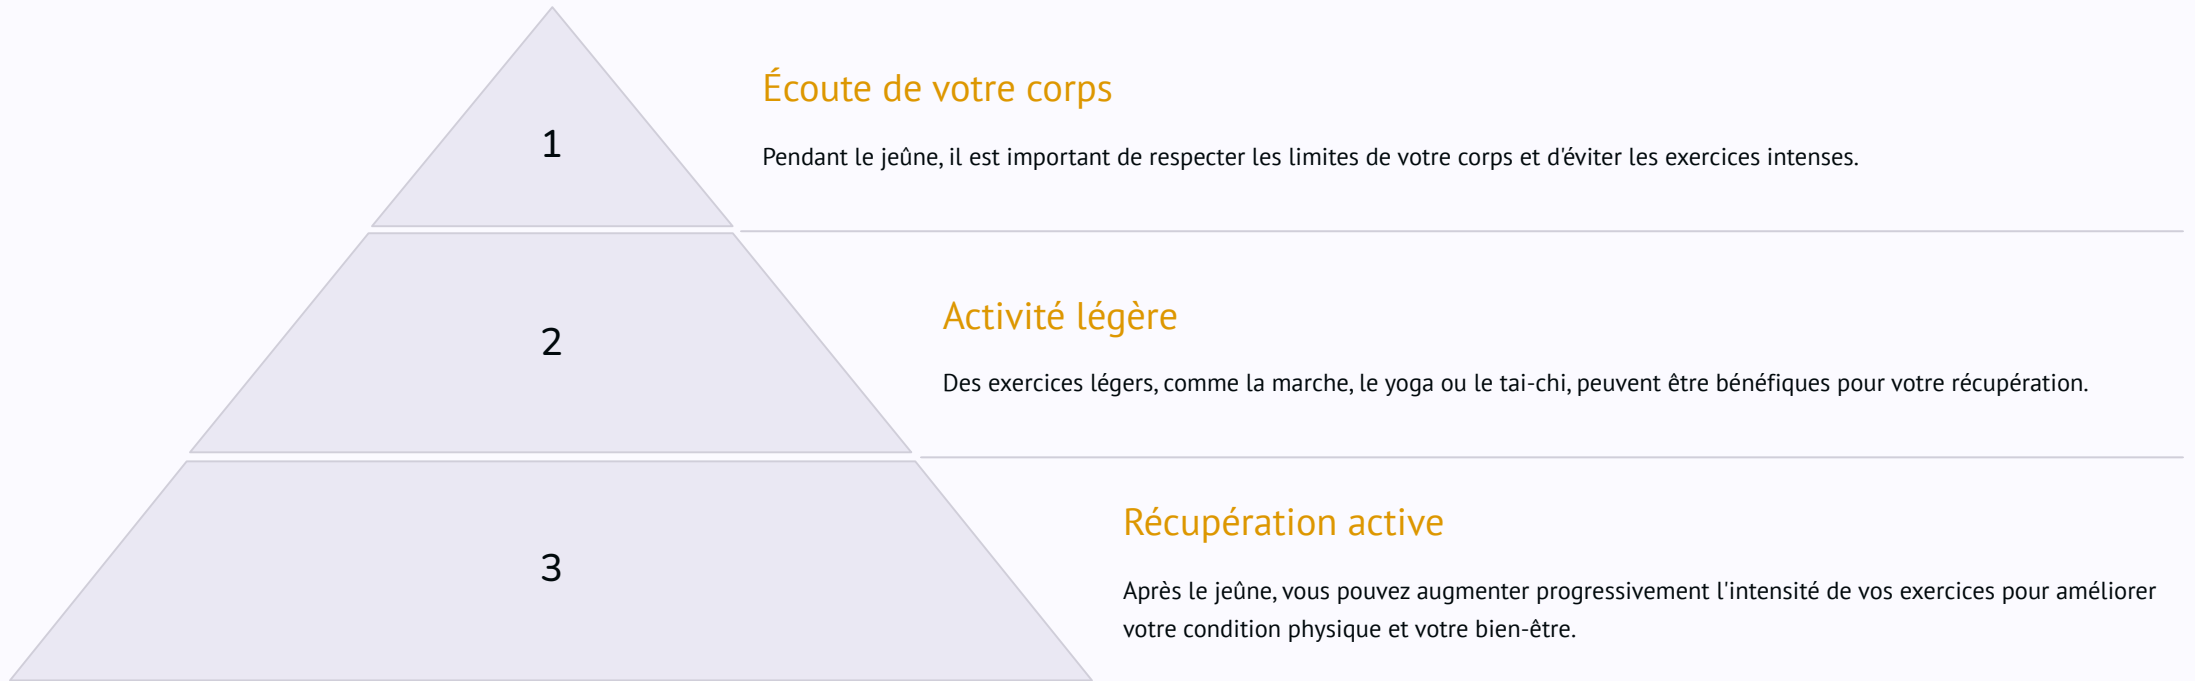 1
Écoute de votre corps
Pendant le jeûne, il est important de respecter les limites de votre corps et d'éviter les exercices intenses.
2
Activité légère
Des exercices légers, comme la marche, le yoga ou le tai-chi, peuvent être bénéfiques pour votre récupération.
3
Récupération active
Après le jeûne, vous pouvez augmenter progressivement l'intensité de vos exercices pour améliorer
votre condition physique et votre bien-être.